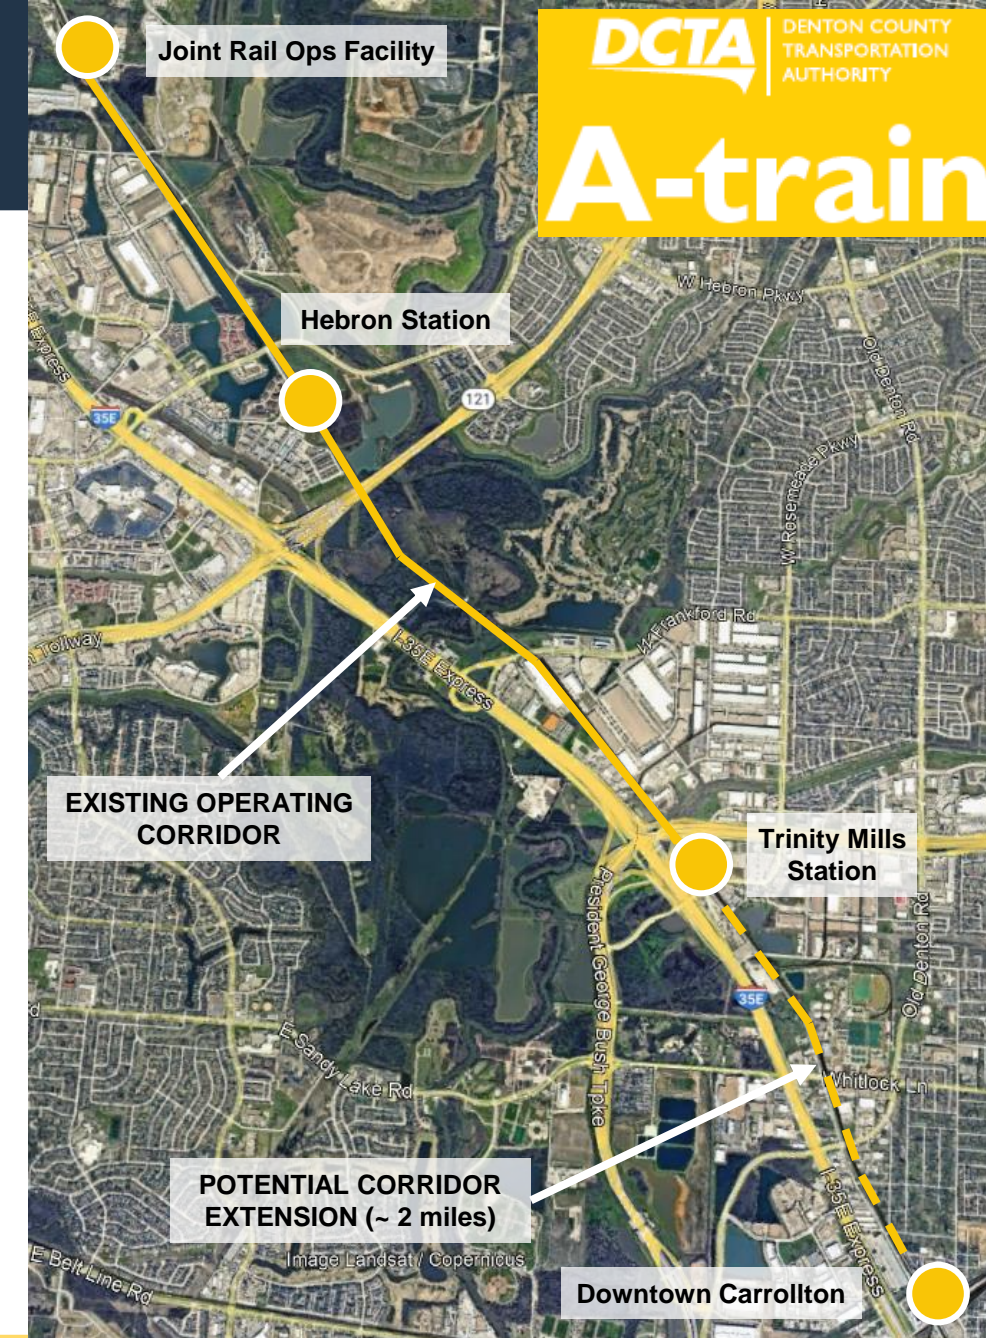 Joint Rail Ops Facility
DCTA
DENTON COUNTY
TRANSPORTATION
AUTHORITY
A-train
W Hebron Pkwy
Hebron Station
Old Denton Rd
E Express
35E
121
W Rosemeade Pkwy
W Frankford Rd
Tollway
I-35E Express
EXISTING OPERATING
CORRIDOR
Trinity Mills
Station
President George Bush Tpke
Old Denton Rd
35E
E Sandy Lake Rd
Whitlock Ln
POTENTIAL CORRIDOR
EXTENSION (~ 2 miles)
I-35E Express
E Belt Line Rd
Image Landsat / Copernicus
Downtown Carrollton